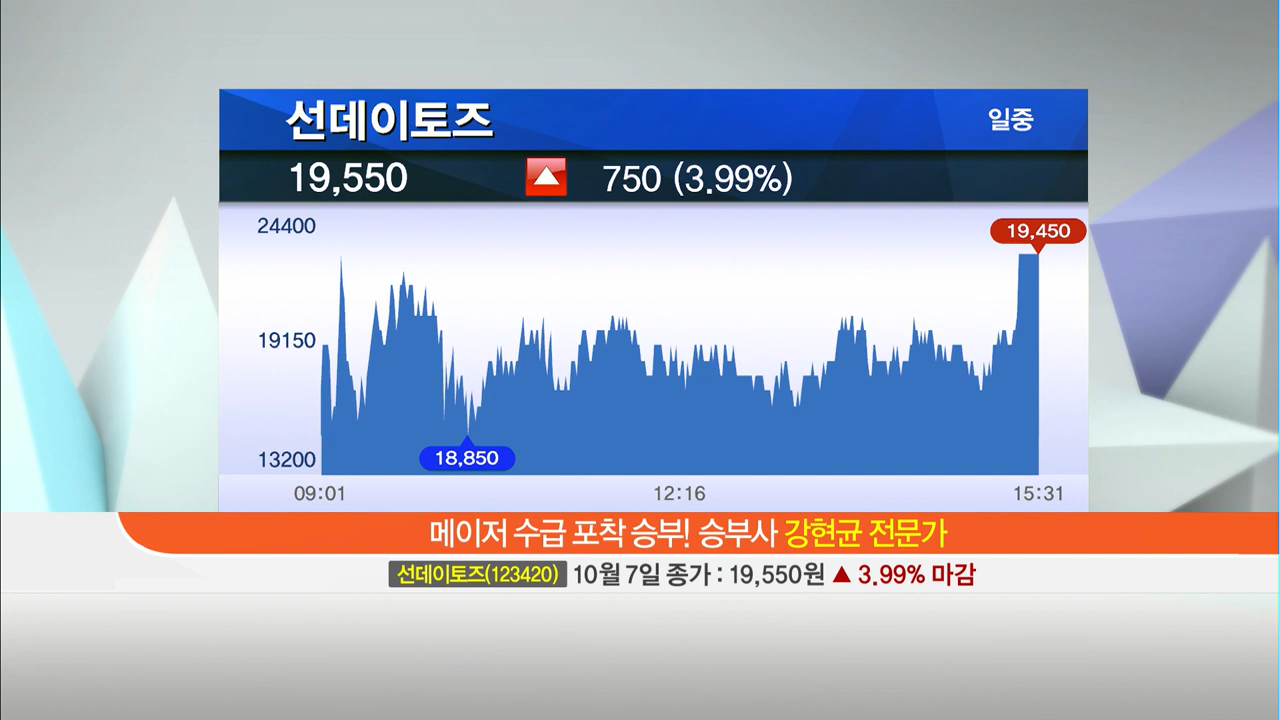 선데이토즈 일중
19,550 ▲ 750 (3.99%)
24400
19,450
19150
18,850
13200
09:01 12:16 15:31
메이저 수급 포착 승부! 승부사 강현균 전문가
선데이토즈(123420) 10월 7일 종가 : 19,550원 ▲ 3.99% 마감